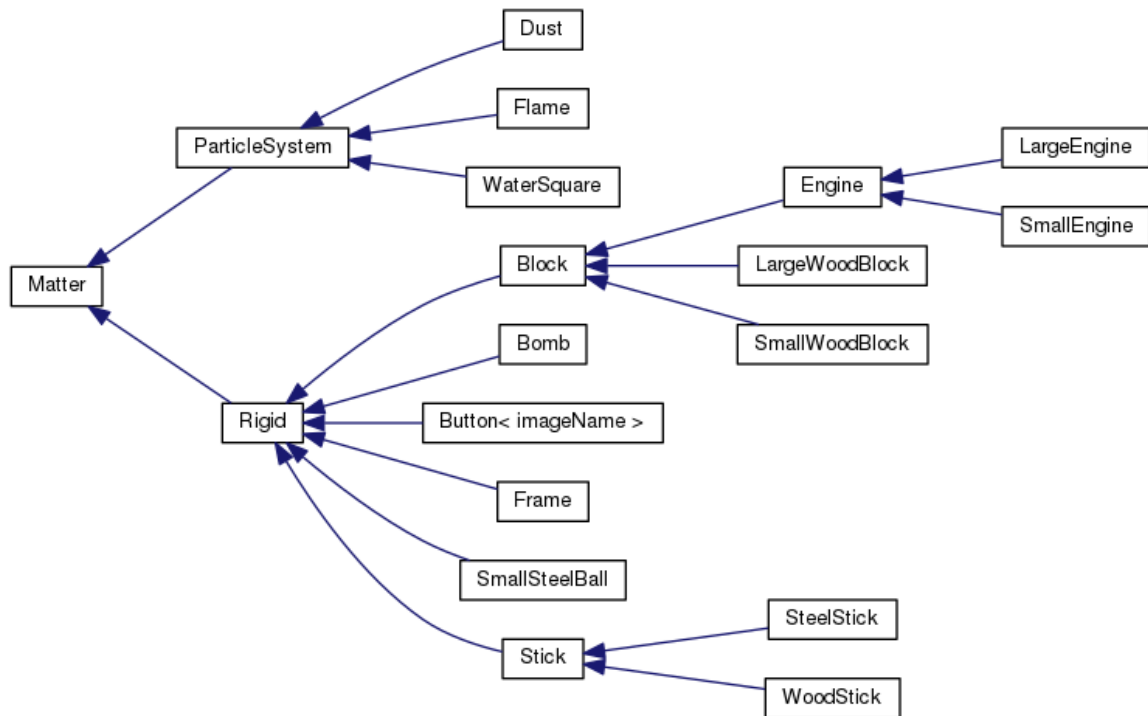 Dust
Flame
ParticleSystem
WaterSquare
LargeEngine
Engine
SmallEngine
Matter
Block
LargeWoodBlock
Bomb
SmallWoodBlock
Rigid
Button< imageName >
Frame
SmallSteelBall
SteelStick
Stick
WoodStick